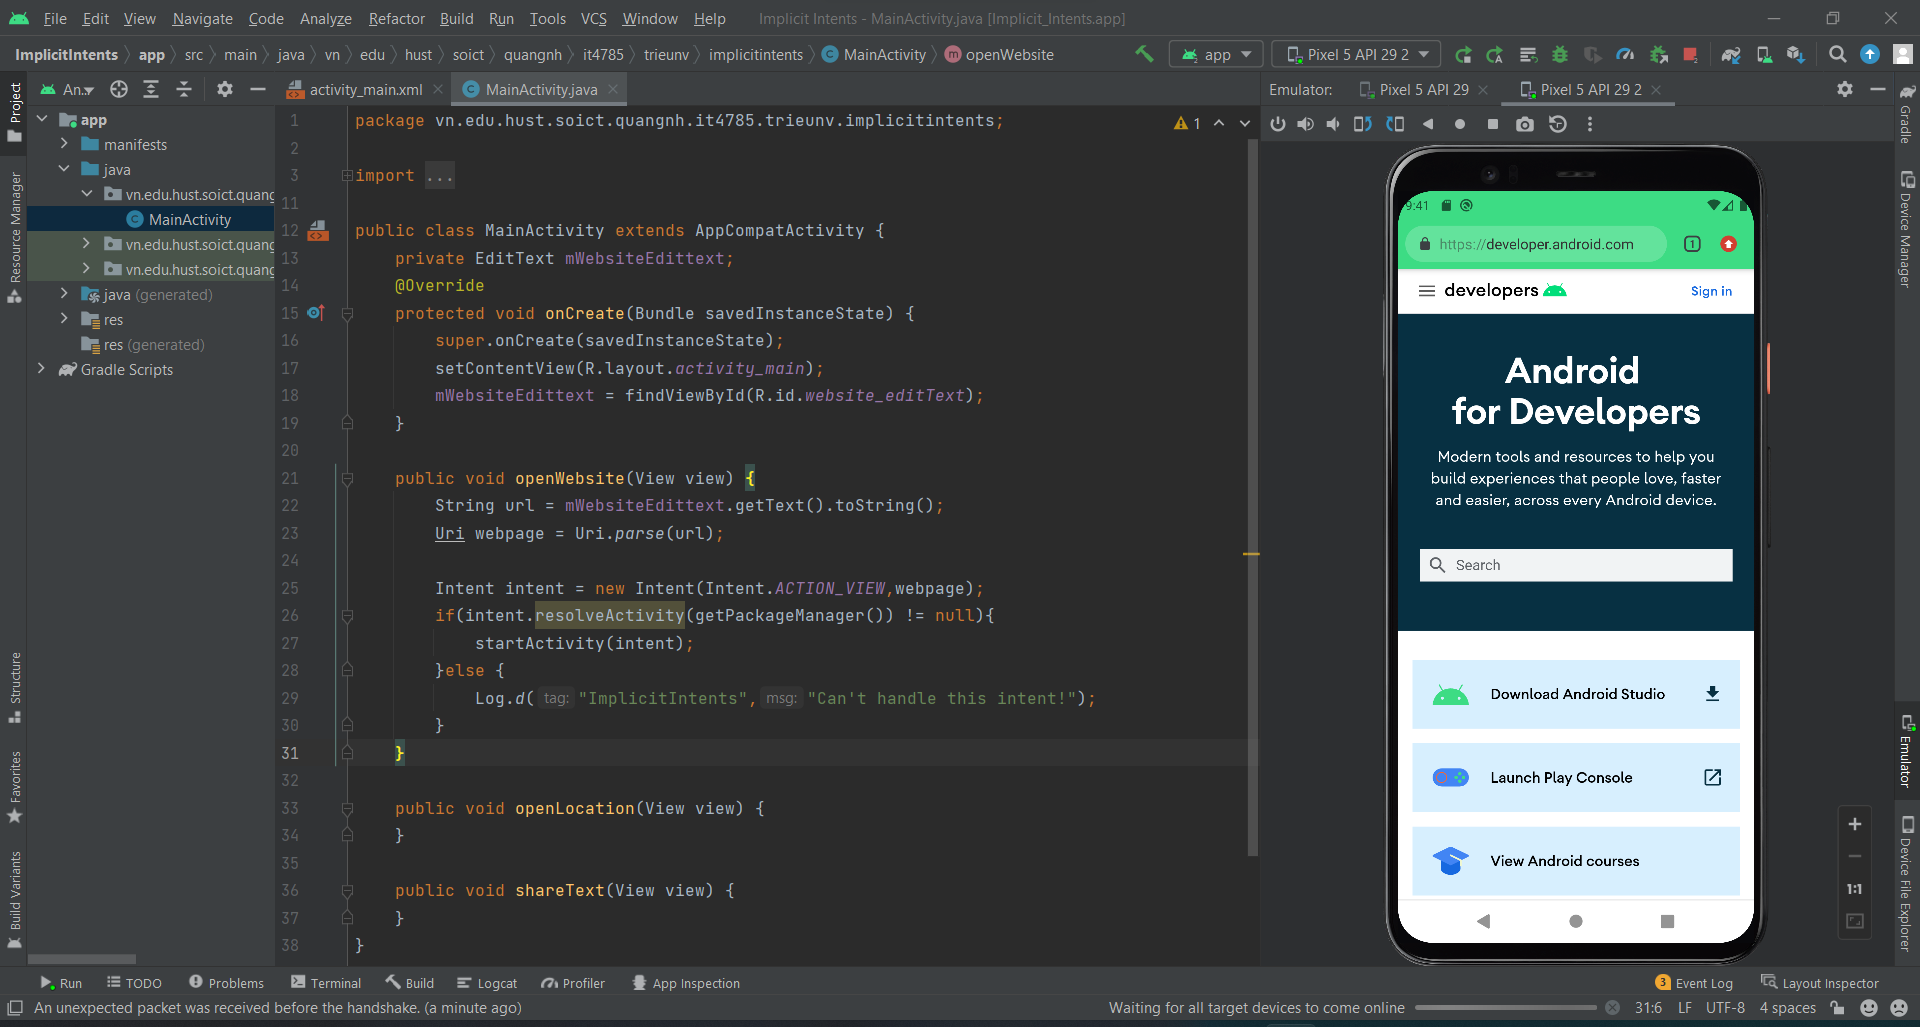 File Edit View Navigate Code Analyze Refactor Build Run Tools VCS Window Help Implicit Intents - MainActivity.java [Implicit_Intents.app]
ImplicitIntents app src main java vn edu hust soict quangnh it4785 trieunv implicitintents MainActivity openWebsite app Pixel 5 API 29 2
An... activity_main.xml MainActivity.java
Emulator: Pixel 5 API 29 Pixel 5 API 29 2
Project
Resource Manager
Structure
Favorites
Build Variants
app
manifests
java
vn.edu.hust.soict.quang
MainActivity
vn.edu.hust.soict.quang
vn.edu.hust.soict.quang
java (generated)
res
res (generated)
Gradle Scripts
1 package vn.edu.hust.soict.quangnh.it4785.trieunv.implicitintents;
1
2
3 import ...
11
12 public class MainActivity extends AppCompatActivity {
13 private EditText mWebsiteEdittext;
14 @Override
15 protected void onCreate(Bundle savedInstanceState) {
16 super.onCreate(savedInstanceState);
17 setContentView(R.layout.activity_main);
18 mWebsiteEdittext = findViewById(R.id.website_editText);
19 }
20
21 public void openWebsite(View view) {
22 String url = mWebsiteEdittext.getText().toString();
23 Uri webpage = Uri.parse(url);
24
25 Intent intent = new Intent(Intent.ACTION_VIEW,webpage);
26 if(intent.resolveActivity(getPackageManager()) != null){
27 startActivity(intent);
28 }else {
29 Log.d( tag: "ImplicitIntents", msg: "Can't handle this intent!");
30 }
31 }
32
33 public void openLocation(View view) {
34 }
35
36 public void shareText(View view) {
37 }
38 }
9:41
https://developer.android.com 1
developers Sign in
Android
for Developers
Modern tools and resources to help you
build experiences that people love, faster
and easier, across every Android device.
Search
Download Android Studio
Launch Play Console
View Android courses
1:1
Gradle
Device Manager
Emulator
Device File Explorer
Run TODO Problems Terminal Build Logcat Profiler App Inspection 3 Event Log Layout Inspector
An unexpected packet was received before the handshake. (a minute ago) Waiting for all target devices to come online 31:6 LF UTF-8 4 spaces